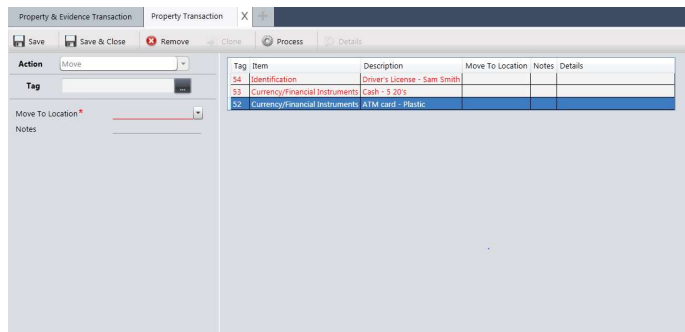 Property & Evidence Transaction Property Transaction X +
Save Save & Close Remove Clone Process Details
Action Move
Tag ...
Move To Location*
Notes
Tag Item Description Move To Location Notes Details
54 Identification Driver's License - Sam Smith
53 Currency/Financial Instruments Cash - 5 20's
52 Currency/Financial Instruments ATM card - Plastic